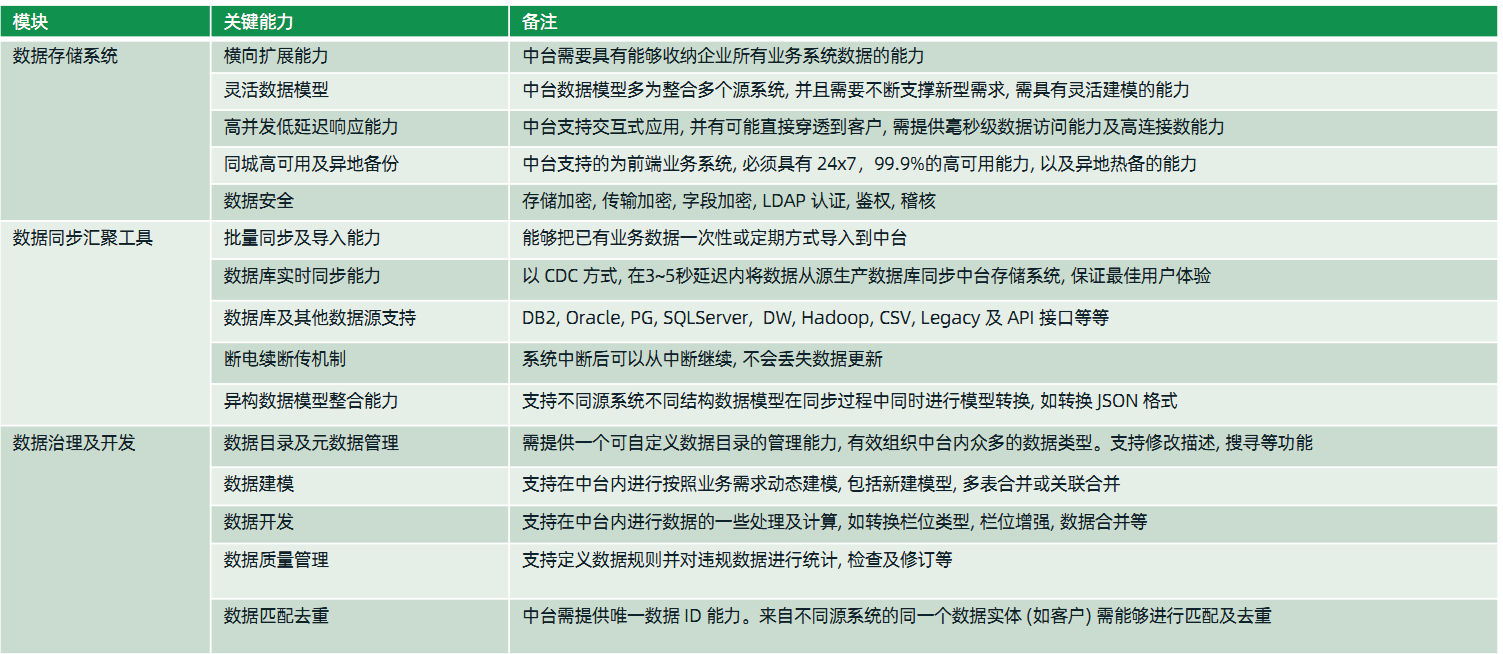 模块 关键能力 备注
数据存储系统 横向扩展能力 中台需要具有能够收纳企业所有业务系统数据的能力
灵活数据模型 中台数据模型多为整合多个源系统, 并且需要不断支撑新型需求, 需具有灵活建模的能力
高并发低延迟响应能力 中台支持交互式应用, 并有可能直接穿透到客户, 需提供毫秒级数据访问能力及高连接数能力
同城高可用及异地备份 中台支持的为前端业务系统, 必须具有 24x7，99.9%的高可用能力, 以及异地热备的能力
数据安全 存储加密, 传输加密, 字段加密, LDAP 认证, 鉴权, 稽核
数据同步汇聚工具 批量同步及导入能力 能够把已有业务数据一次性或定期方式导入到中台
数据库实时同步能力 以 CDC 方式, 在3~5秒延迟内将数据从源生产数据库同步中台存储系统, 保证最佳用户体验
数据库及其他数据源支持 DB2, Oracle, PG, SQLServer, DW, Hadoop, CSV, Legacy 及 API 接口等等
断电续断传机制 系统中断后可以从中断继续, 不会丢失数据更新
异构数据模型整合能力 支持不同源系统不同结构数据模型在同步过程中同时进行模型转换, 如转换 JSON 格式
数据治理及开发 数据目录及元数据管理 需提供一个可自定义数据目录的管理能力, 有效组织中台内众多的数据类型。支持修改描述, 搜寻等功能
数据建模 支持在中台内进行按照业务需求动态建模, 包括新建模型, 多表合并或关联合并
数据开发 支持在中台内进行数据的一些处理及计算, 如转换栏位类型, 栏位增强, 数据合并等
数据质量管理 支持定义数据规则并对违规数据进行统计, 检查及修订等
数据匹配去重 中台需提供唯一数据 ID 能力。来自不同源系统的同一个数据实体 (如客户) 需能够进行匹配及去重